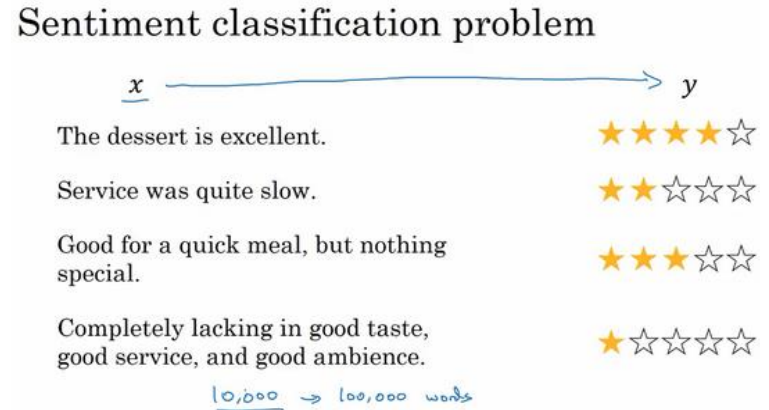 Sentiment classification problem
x → y
The dessert is excellent. ★★★★☆
Service was quite slow. ★★☆☆☆
Good for a quick meal, but nothing
special. ★★★☆☆
Completely lacking in good taste,
good service, and good ambience. ★☆☆☆☆
10,000 → 100,000 words